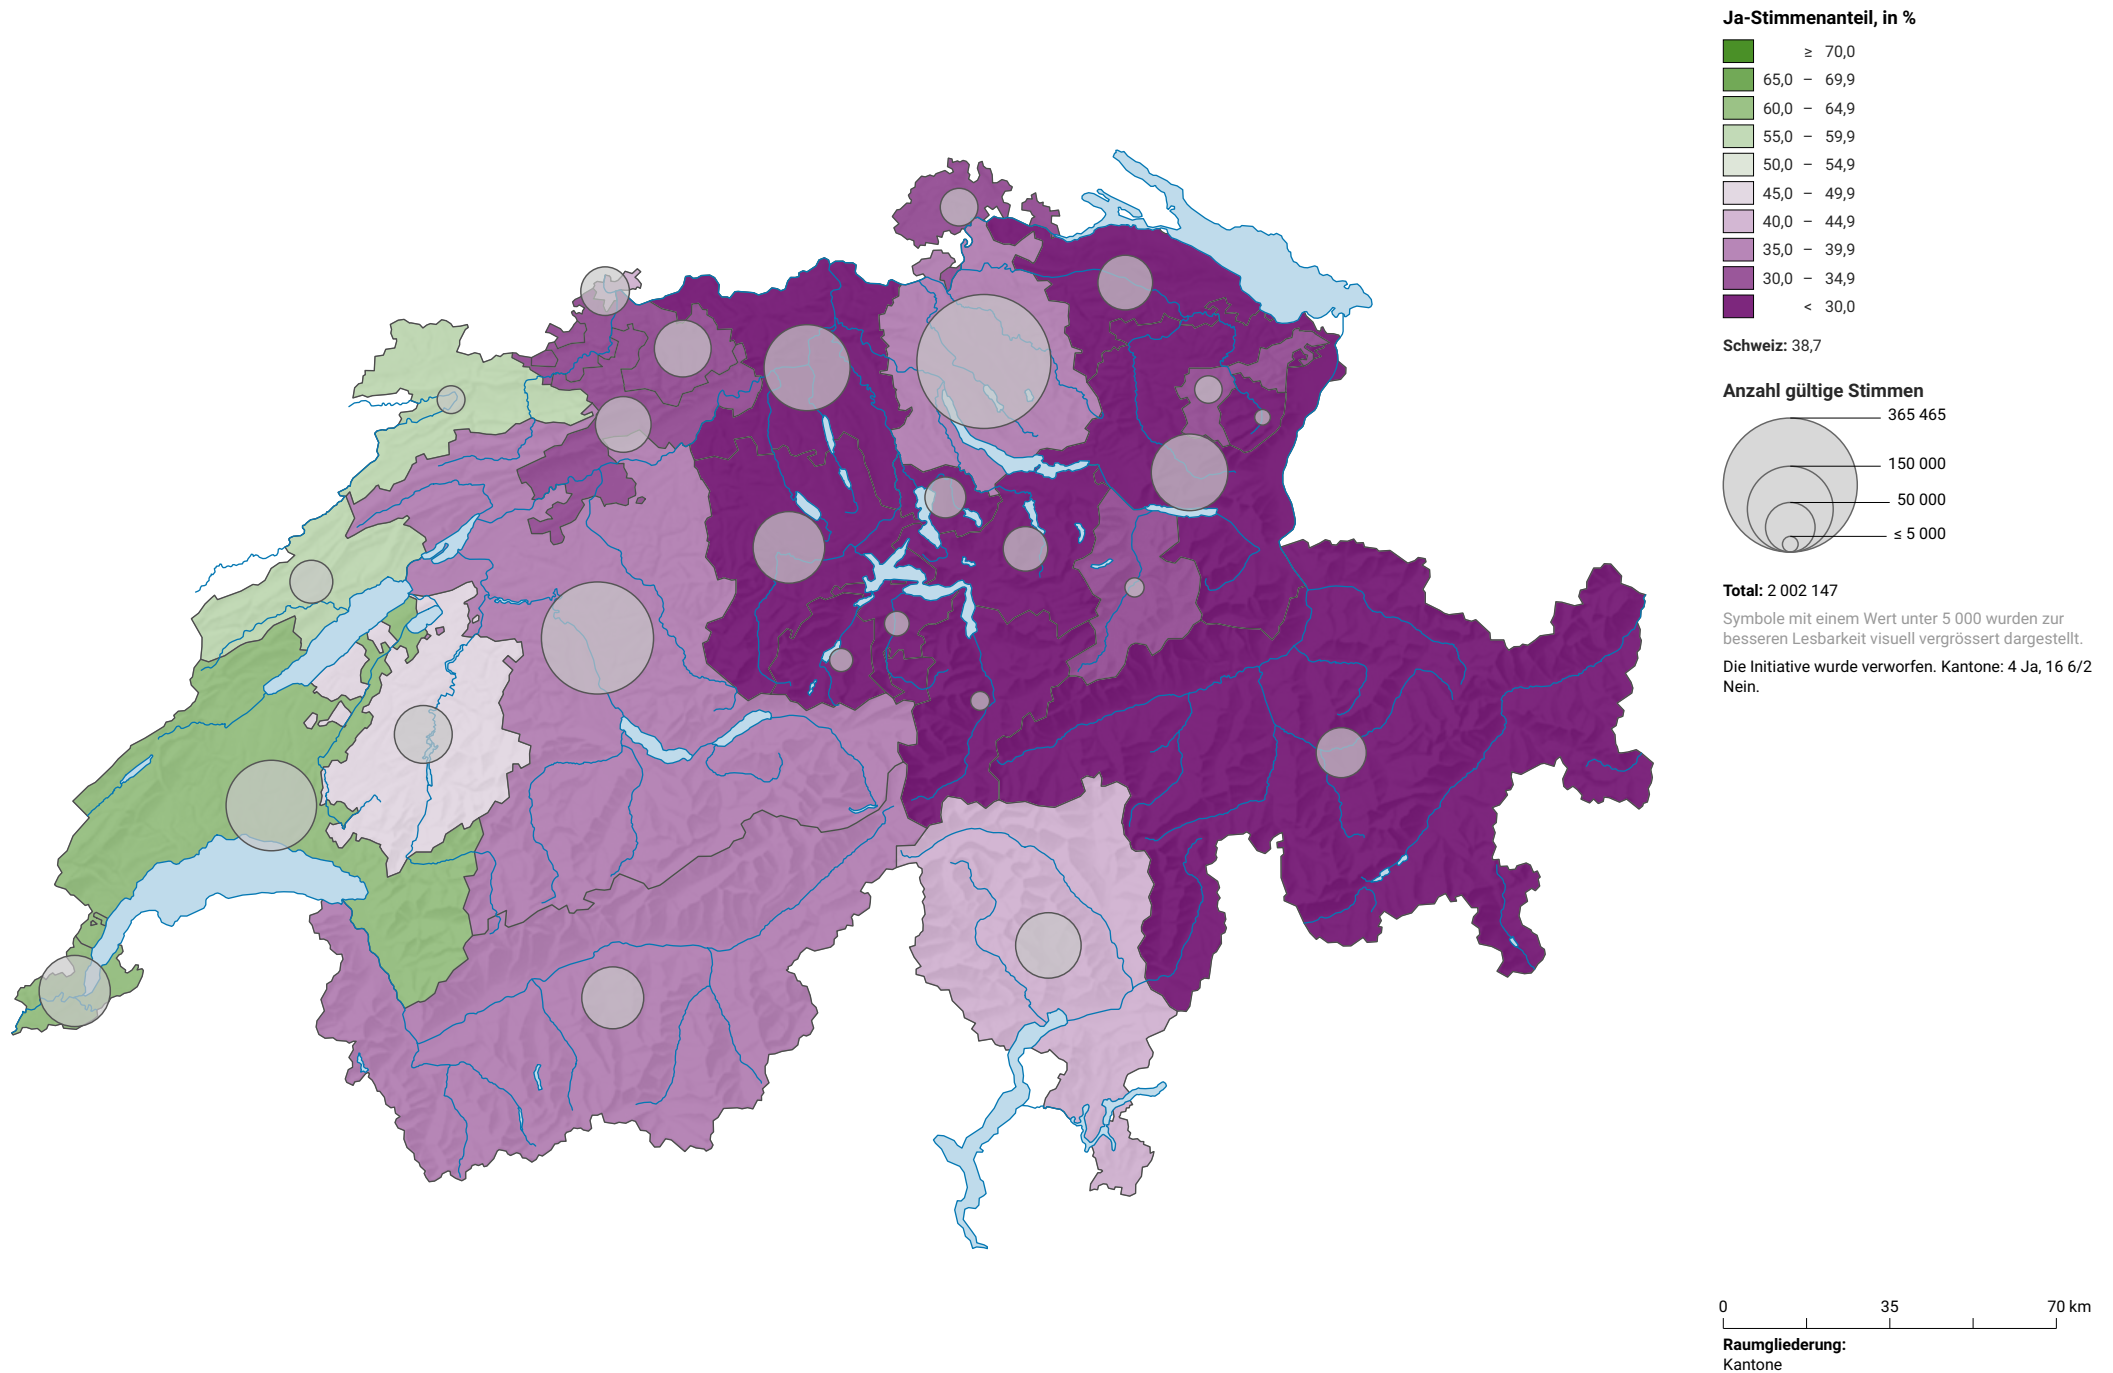 Ja-Stimmenanteil, in %
≥ 70,0
65,0 – 69,9
60,0 – 64,9
55,0 – 59,9
50,0 – 54,9
45,0 – 49,9
40,0 – 44,9
35,0 – 39,9
30,0 – 34,9
< 30,0
Schweiz: 38,7
Anzahl gültige Stimmen
365 465
150 000
50 000
≤ 5 000
Total: 2 002 147
Symbole mit einem Wert unter 5 000 wurden zur
besseren Lesbarkeit visuell vergrössert dargestellt.
Die Initiative wurde verworfen. Kantone: 4 Ja, 16 6/2
Nein.
0 35 70 km
Raumgliederung:
Kantone